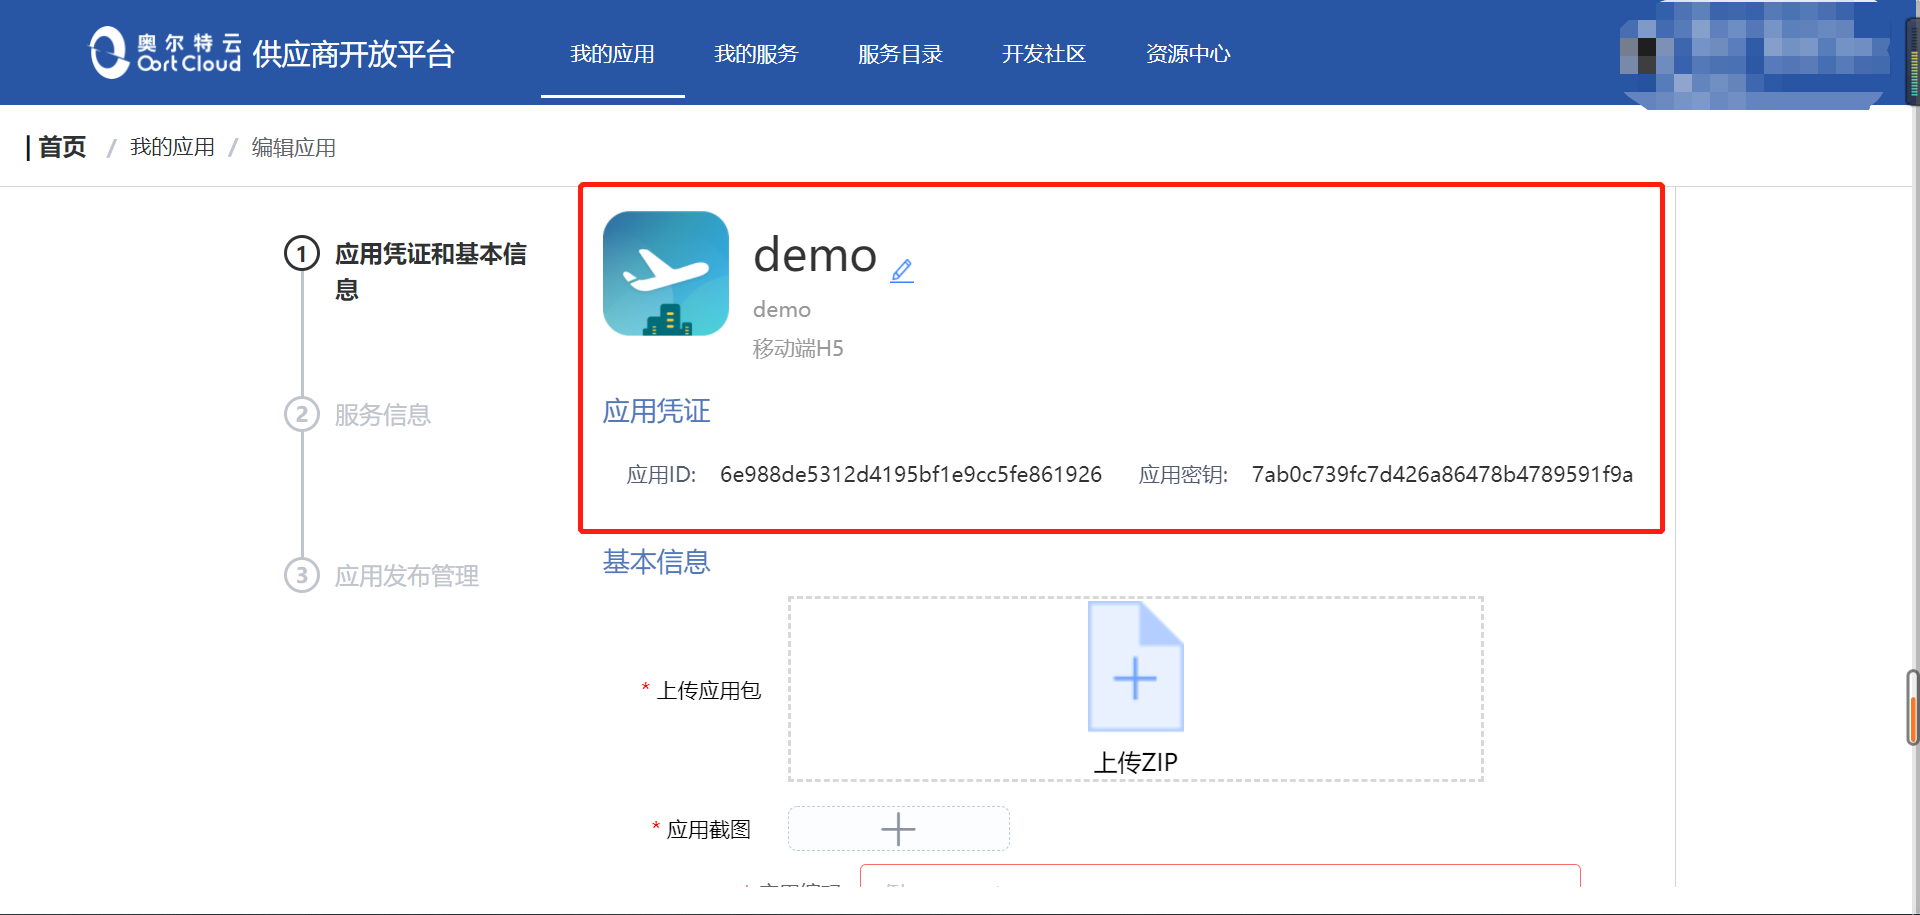 奥尔特云
Oort Cloud
供应商开放平台
我的应用
我的服务
服务目录
开发社区
资源中心
首页 / 我的应用 / 编辑应用
1 应用凭证和基本信
息
2 服务信息
3 应用发布管理
demo
demo
移动端H5
应用凭证
应用ID: 6e988de5312d4195bf1e9cc5fe861926 应用密钥: 7ab0c739fc7d426a86478b4789591f9a
基本信息
* 上传应用包
上传ZIP
* 应用截图